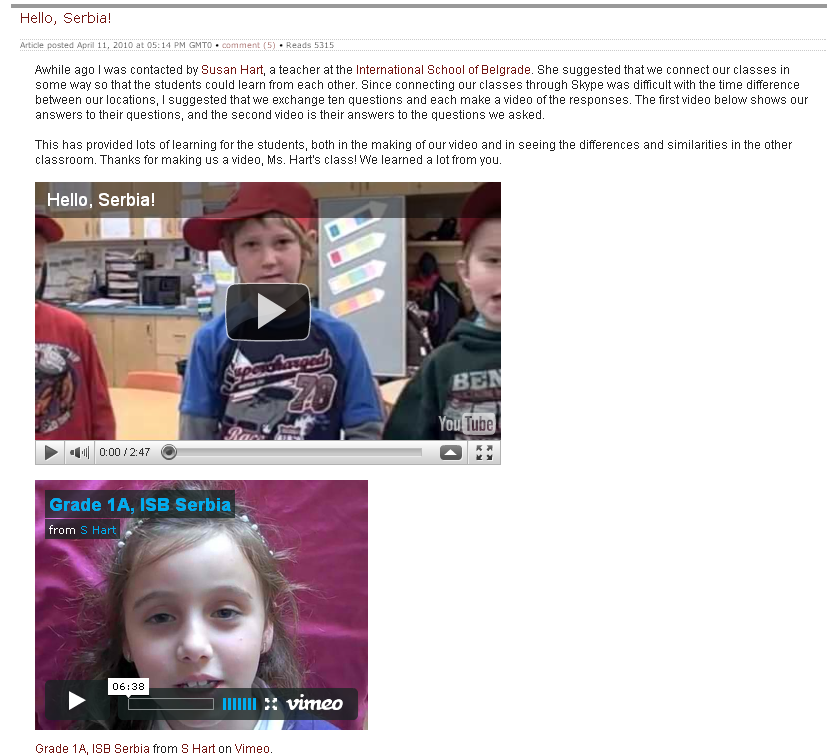 Hello, Serbia!
Article posted April 11, 2010 at 05:14 PM GMT0 • comment (5) • Reads 5315
Awhile ago I was contacted by Susan Hart, a teacher at the International School of Belgrade. She suggested that we connect our classes in
some way so that the students could learn from each other. Since connecting our classes through Skype was difficult with the time difference
between our locations, I suggested that we exchange ten questions and each make a video of the responses. The first video below shows our
answers to their questions, and the second video is their answers to the questions we asked.
This has provided lots of learning for the students, both in the making of our video and in seeing the differences and similarities in the other
classroom. Thanks for making us a video, Ms. Hart's class! We learned a lot from you.
Hello, Serbia!
Supercharged
78
BEN
YouTube
0:00 / 2:47
Grade 1A, ISB Serbia
from S Hart
06:38
vimeo
Grade 1A, ISB Serbia from S Hart on Vimeo.